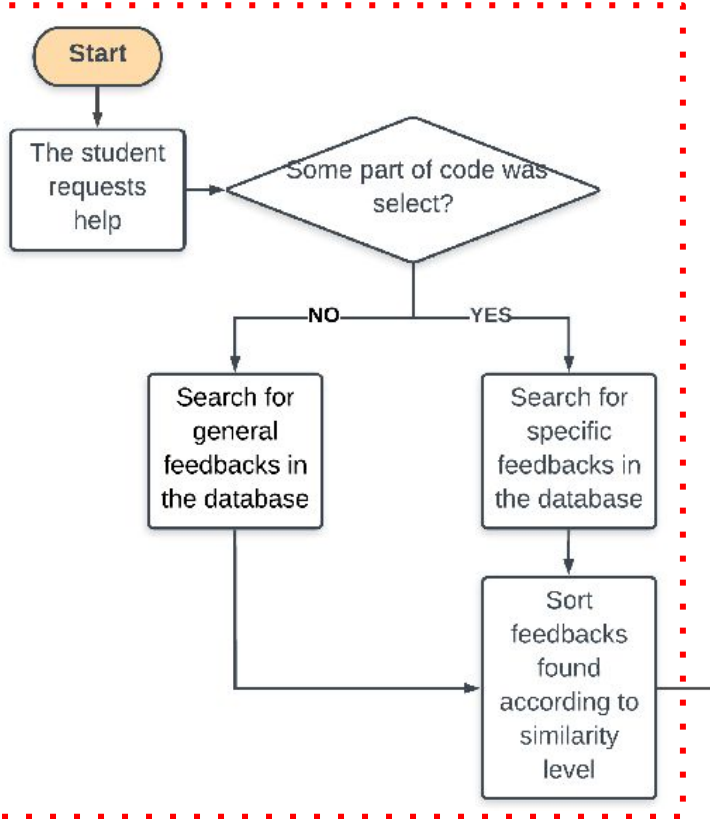 Start
The student
requests
help
Some part of code was
select?
NO
YES
Search for
general
feedbacks in
the database
Search for
specific
feedbacks in
the database
Sort
feedbacks
found
according to
similarity
level